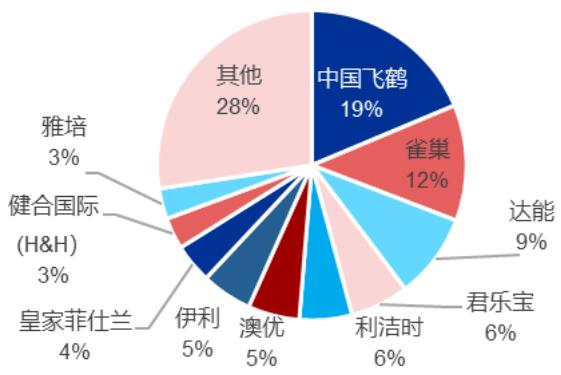 中国飞鹤
19%
雀巢
12%
达能
9%
君乐宝
6%
利洁时
6%
澳优
5%
伊利
5%
皇家菲仕兰
4%
健合国际
(H&H）
3%
雅培
3%
其他
28%